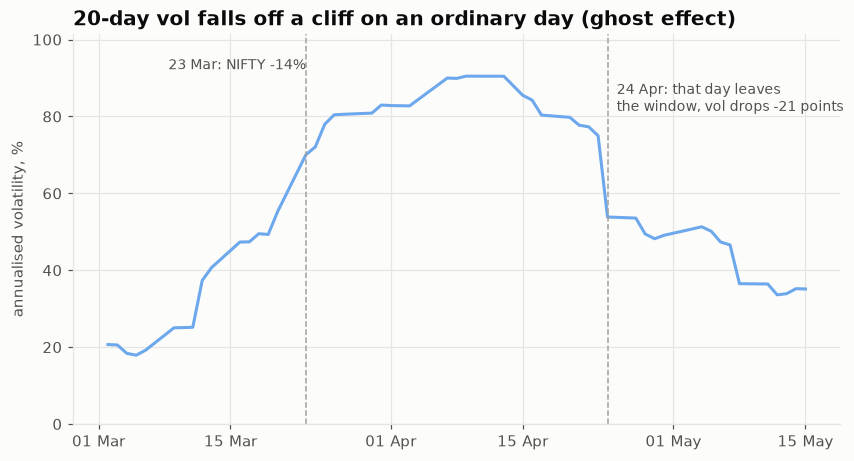 20-day vol falls off a cliff on an ordinary day (ghost effect)
100
80
60
40
20
0
annualised volatility, %
23 Mar: NIFTY -14%
24 Apr: that day leaves
the window, vol drops -21 points
01 Mar
15 Mar
01 Apr
15 Apr
01 May
15 May